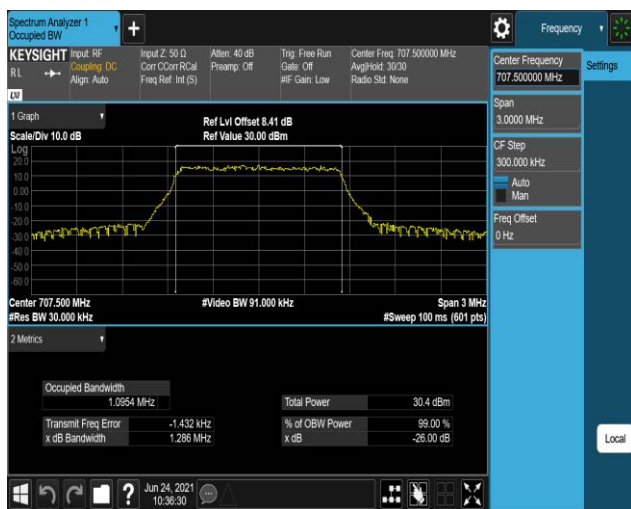 Spectrum Analyzer 1
Occupied BW
+
Frequency
KEYSIGHT
Input: RF
Coupling: DC
Align: Auto
Input Z: 50 Ω
Corr CCorr RCal
Freq Ref: Int (S)
Atten: 40 dB
Preamp: Off
Trig: Free Run
Gate: Off
#IF Gain: Low
Center Freq: 707.500000 MHz
Avg|Hold: 30/30
Radio Std: None
RL
LXI
Center Frequency
707.500000 MHz
Settings
Span
3.0000 MHz
CF Step
300.000 kHz
Auto
Man
Freq Offset
0 Hz
1 Graph
Scale/Div 10.0 dB
Ref Lvl Offset 8.41 dB
Ref Value 30.00 dBm
Log
20.0
10.0
0.00
-10.0
-20.0
-30.0
-40.0
-50.0
-60.0
Center 707.500 MHz
#Video BW 91.000 kHz
Span 3 MHz
#Res BW 30.000 kHz
#Sweep 100 ms (601 pts)
2 Metrics
Occupied Bandwidth
1.0954 MHz
Total Power
30.4 dBm
Transmit Freq Error
-1.432 kHz
% of OBW Power
99.00 %
x dB Bandwidth
1.286 MHz
x dB
-26.00 dB
Local
?
Jun 24, 2021
10:36:30